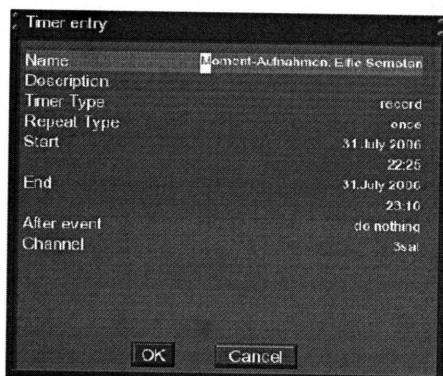 Timer entry
Name Moment-Aufnahmen. Elfie Semotan
Description
Timer Type record
Repeat Type once
Start 31.July 2006
22:25
End 31.July 2006
23:10
After event do nothing
Channel 3sat
OK Cancel